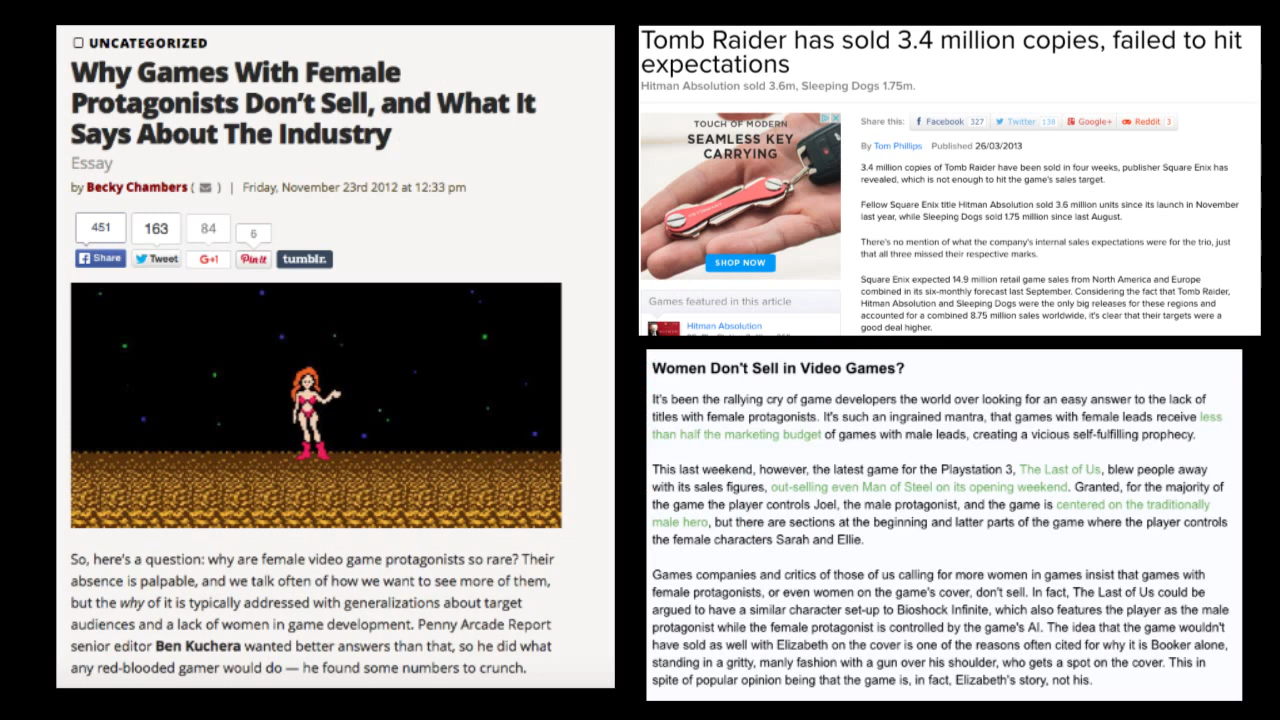 UNCATEGORIZED
Why Games With Female
Protagonists Don't Sell, and What It
Says About The Industry
Essay
by Becky Chambers ( ) | Friday, November 23rd 2012 at 12:33 pm
451 163 84 6
Share Tweet G+1 Pin it tumblr.
So, here's a question: why are female video game protagonists so rare? Their
absence is palpable, and we talk often of how we want to see more of them,
but the why of it is typically addressed with generalizations about target
audiences and a lack of women in game development. Penny Arcade Report
senior editor Ben Kuchera wanted better answers than that, so he did what
any red-blooded gamer would do — he found some numbers to crunch.
Tomb Raider has sold 3.4 million copies, failed to hit
expectations
Hitman Absolution sold 3.6m, Sleeping Dogs 1.75m.
TOUCH OF MODERN
SEAMLESS KEY
CARRYING
SHOP NOW
Games featured in this article
Hitman Absolution
Share this: Facebook 327 Twitter 138 Google+ Reddit 3
By Tom Phillips Published 26/03/2013
3.4 million copies of Tomb Raider have been sold in four weeks, publisher Square Enix has
revealed, which is not enough to hit the game's sales target.
Fellow Square Enix title Hitman Absolution sold 3.6 million units since its launch in November
last year, while Sleeping Dogs sold 1.75 million since last August.
There's no mention of what the company's internal sales expectations were for the trio, just
that all three missed their respective marks.
Square Enix expected 14.9 million retail game sales from North America and Europe
combined in its six-monthly forecast last September. Considering the fact that Tomb Raider,
Hitman Absolution and Sleeping Dogs were the only big releases for these regions and
accounted for a combined 8.75 million sales worldwide, it's clear that their targets were a
good deal higher.
Women Don't Sell in Video Games?
It's been the rallying cry of game developers the world over looking for an easy answer to the lack of
titles with female protagonists. It's such an ingrained mantra, that games with female leads receive less
than half the marketing budget of games with male leads, creating a vicious self-fulfilling prophecy.
This last weekend, however, the latest game for the Playstation 3, The Last of Us, blew people away
with its sales figures, out-selling even Man of Steel on its opening weekend. Granted, for the majority of
the game the player controls Joel, the male protagonist, and the game is centered on the traditionally
male hero, but there are sections at the beginning and latter parts of the game where the player controls
the female characters Sarah and Ellie.
Games companies and critics of those of us calling for more women in games insist that games with
female protagonists, or even women on the game's cover, don't sell. In fact, The Last of Us could be
argued to have a similar character set-up to Bioshock Infinite, which also features the player as the male
protagonist while the female protagonist is controlled by the game's AI. The idea that the game wouldn't
have sold as well with Elizabeth on the cover is one of the reasons often cited for why it is Booker alone,
standing in a gritty, manly fashion with a gun over his shoulder, who gets a spot on the cover. This in
spite of popular opinion being that the game is, in fact, Elizabeth's story, not his.